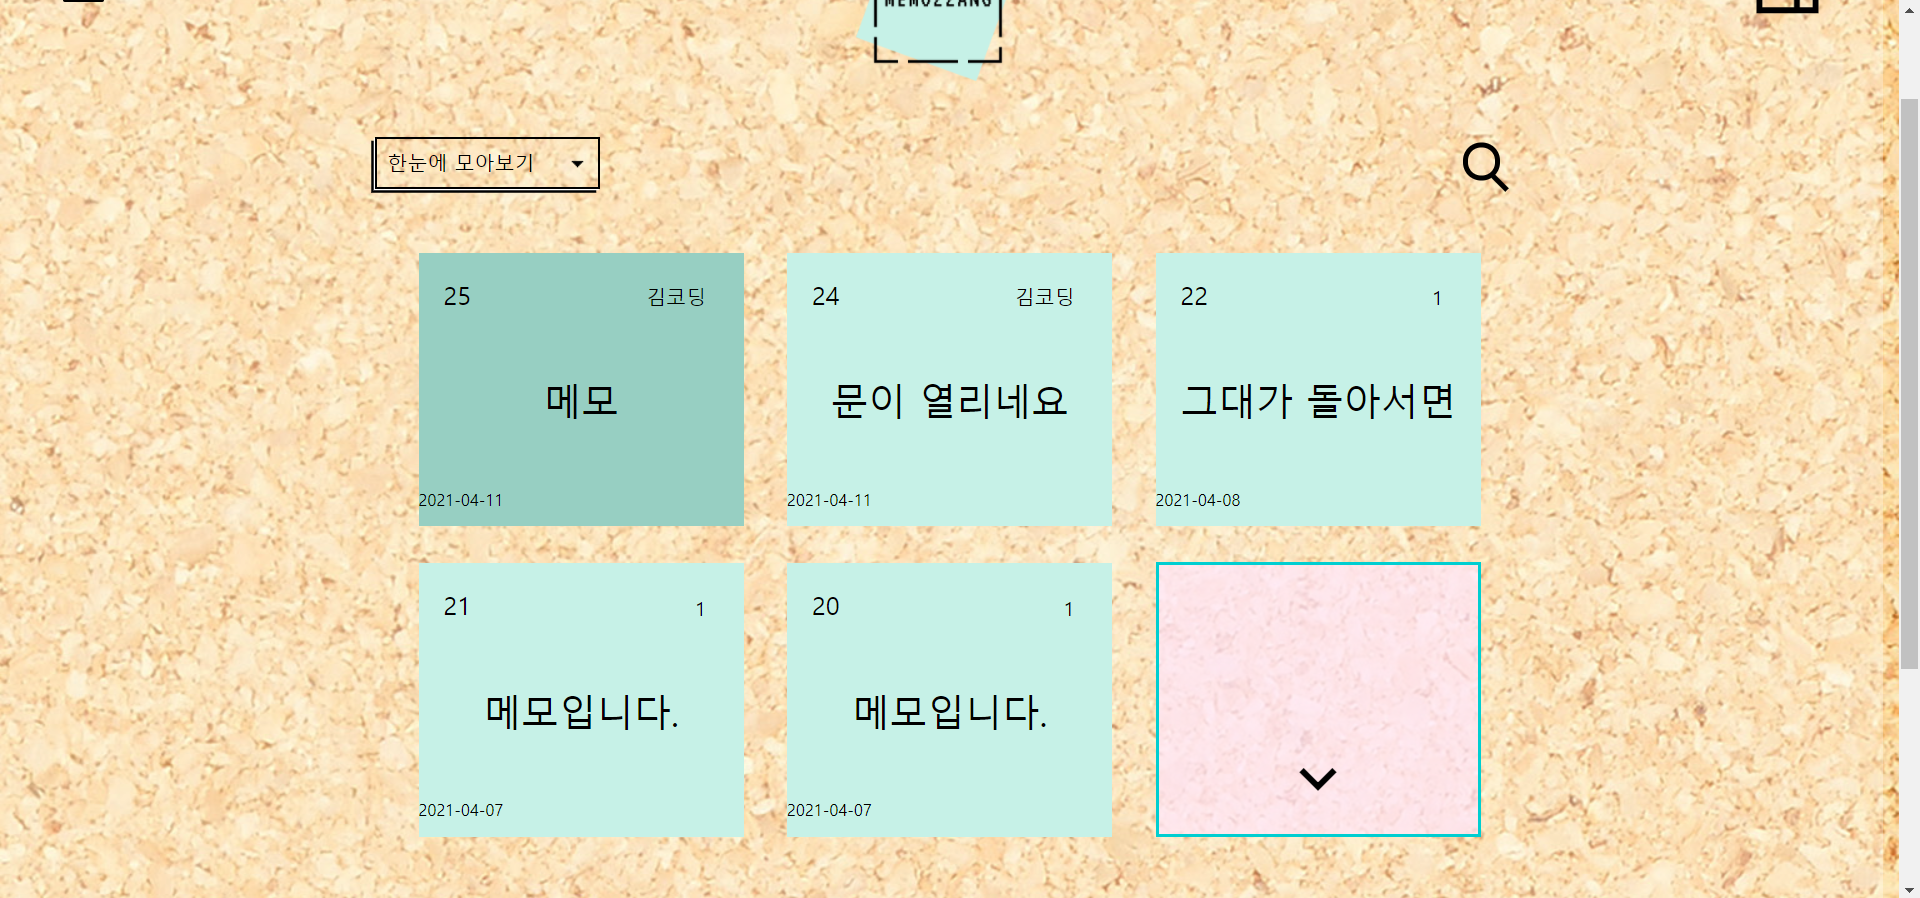 MEMOZZANG
한눈에 모아보기
25 김코딩
메모
2021-04-11
24 김코딩
문이 열리네요
2021-04-11
22 1
그대가 돌아서면
2021-04-08
21 1
메모입니다.
2021-04-07
20 1
메모입니다.
2021-04-07